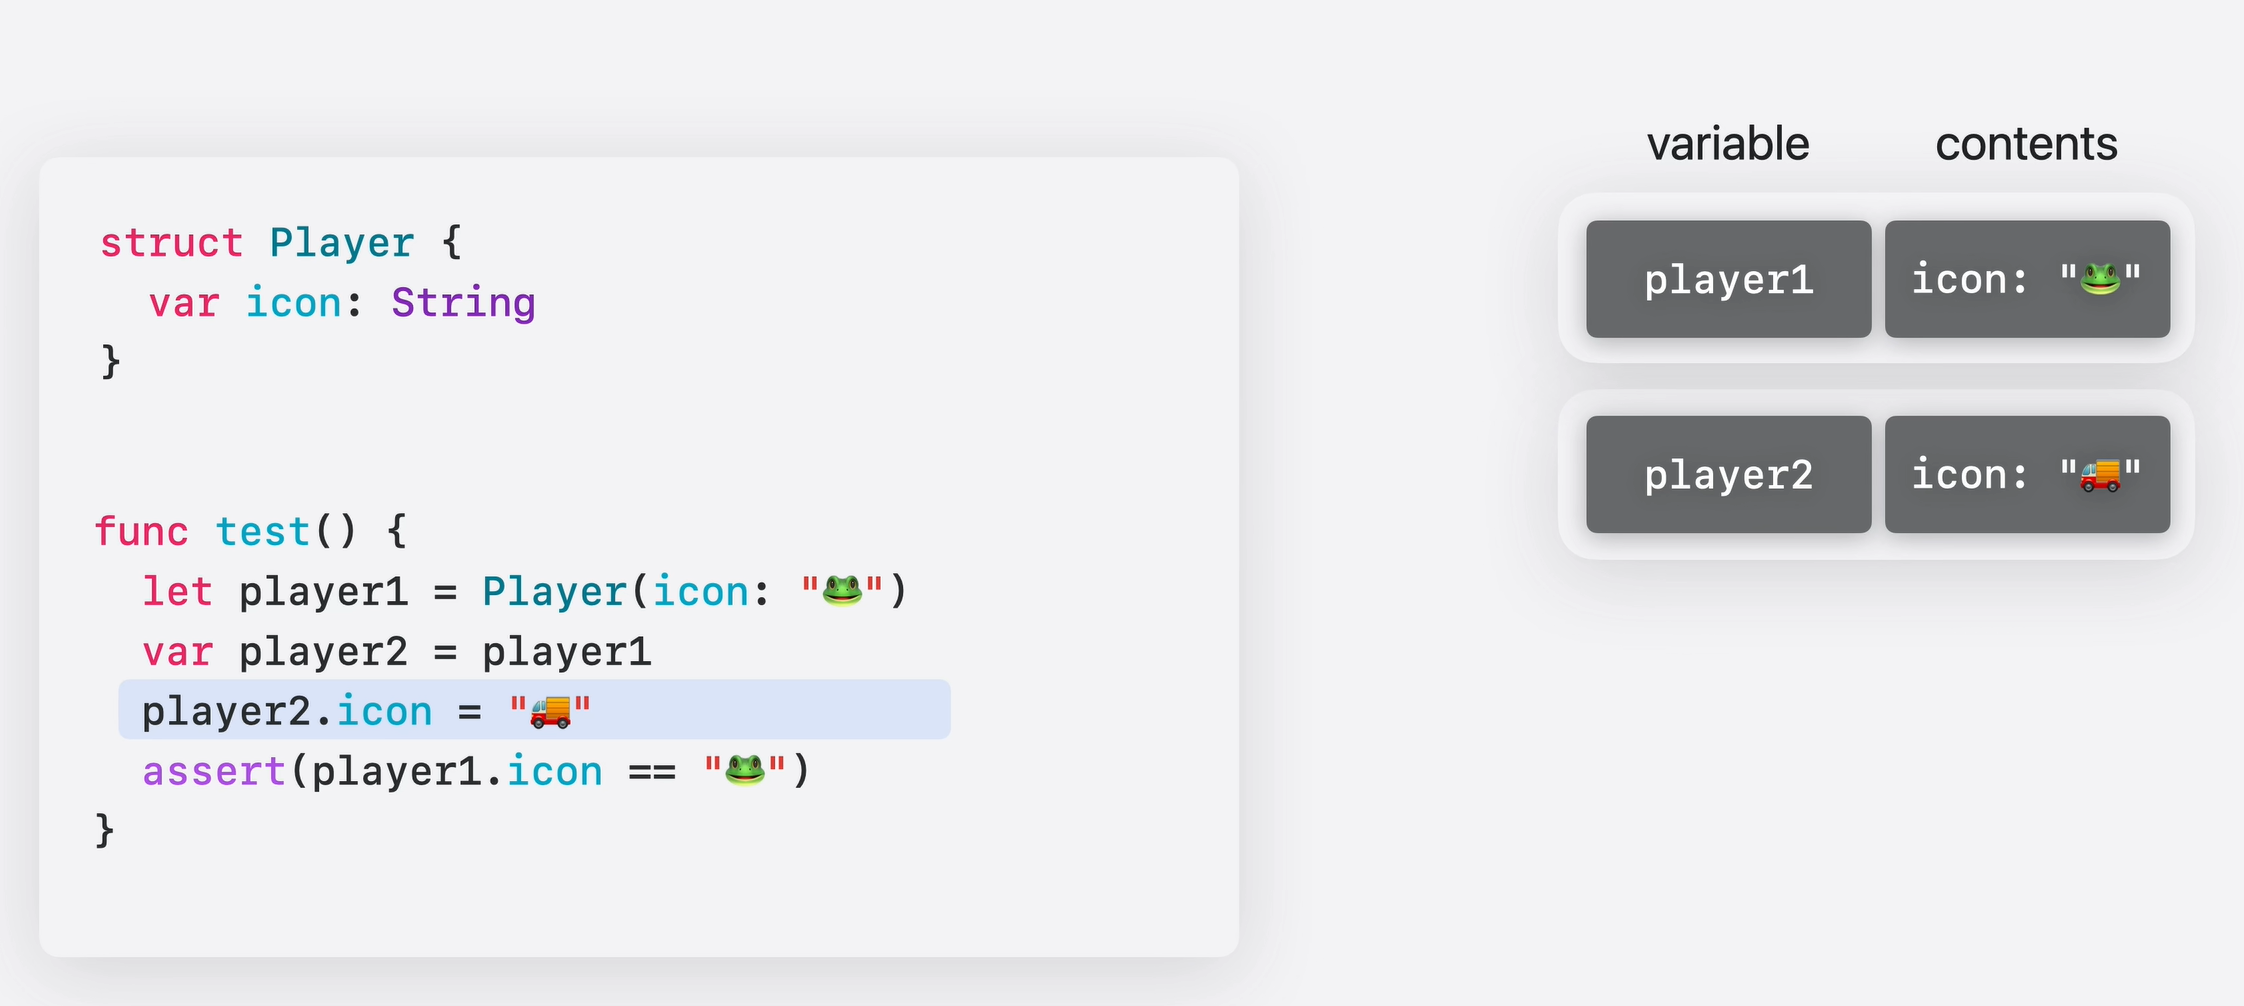 struct Player {
  var icon: String
}
func test() {
  let player1 = Player(icon: "🐸")
  var player2 = player1
  player2.icon = "🚚"
  assert(player1.icon == "🐸")
}
variable contents
player1 icon: "🐸"
player2 icon: "🚚"